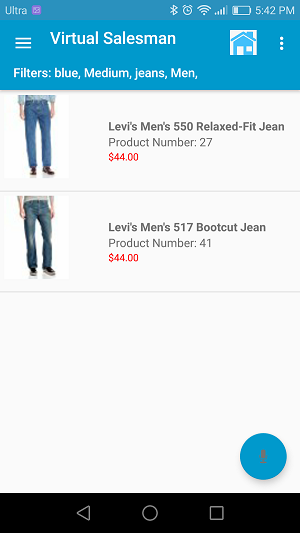 Ultra 5:42 PM
Virtual Salesman
Filters: blue, Medium, jeans, Men,
Levi's Men's 550 Relaxed-Fit Jean
Product Number: 27
$44.00
Levi's Men's 517 Bootcut Jean
Product Number: 41
$44.00